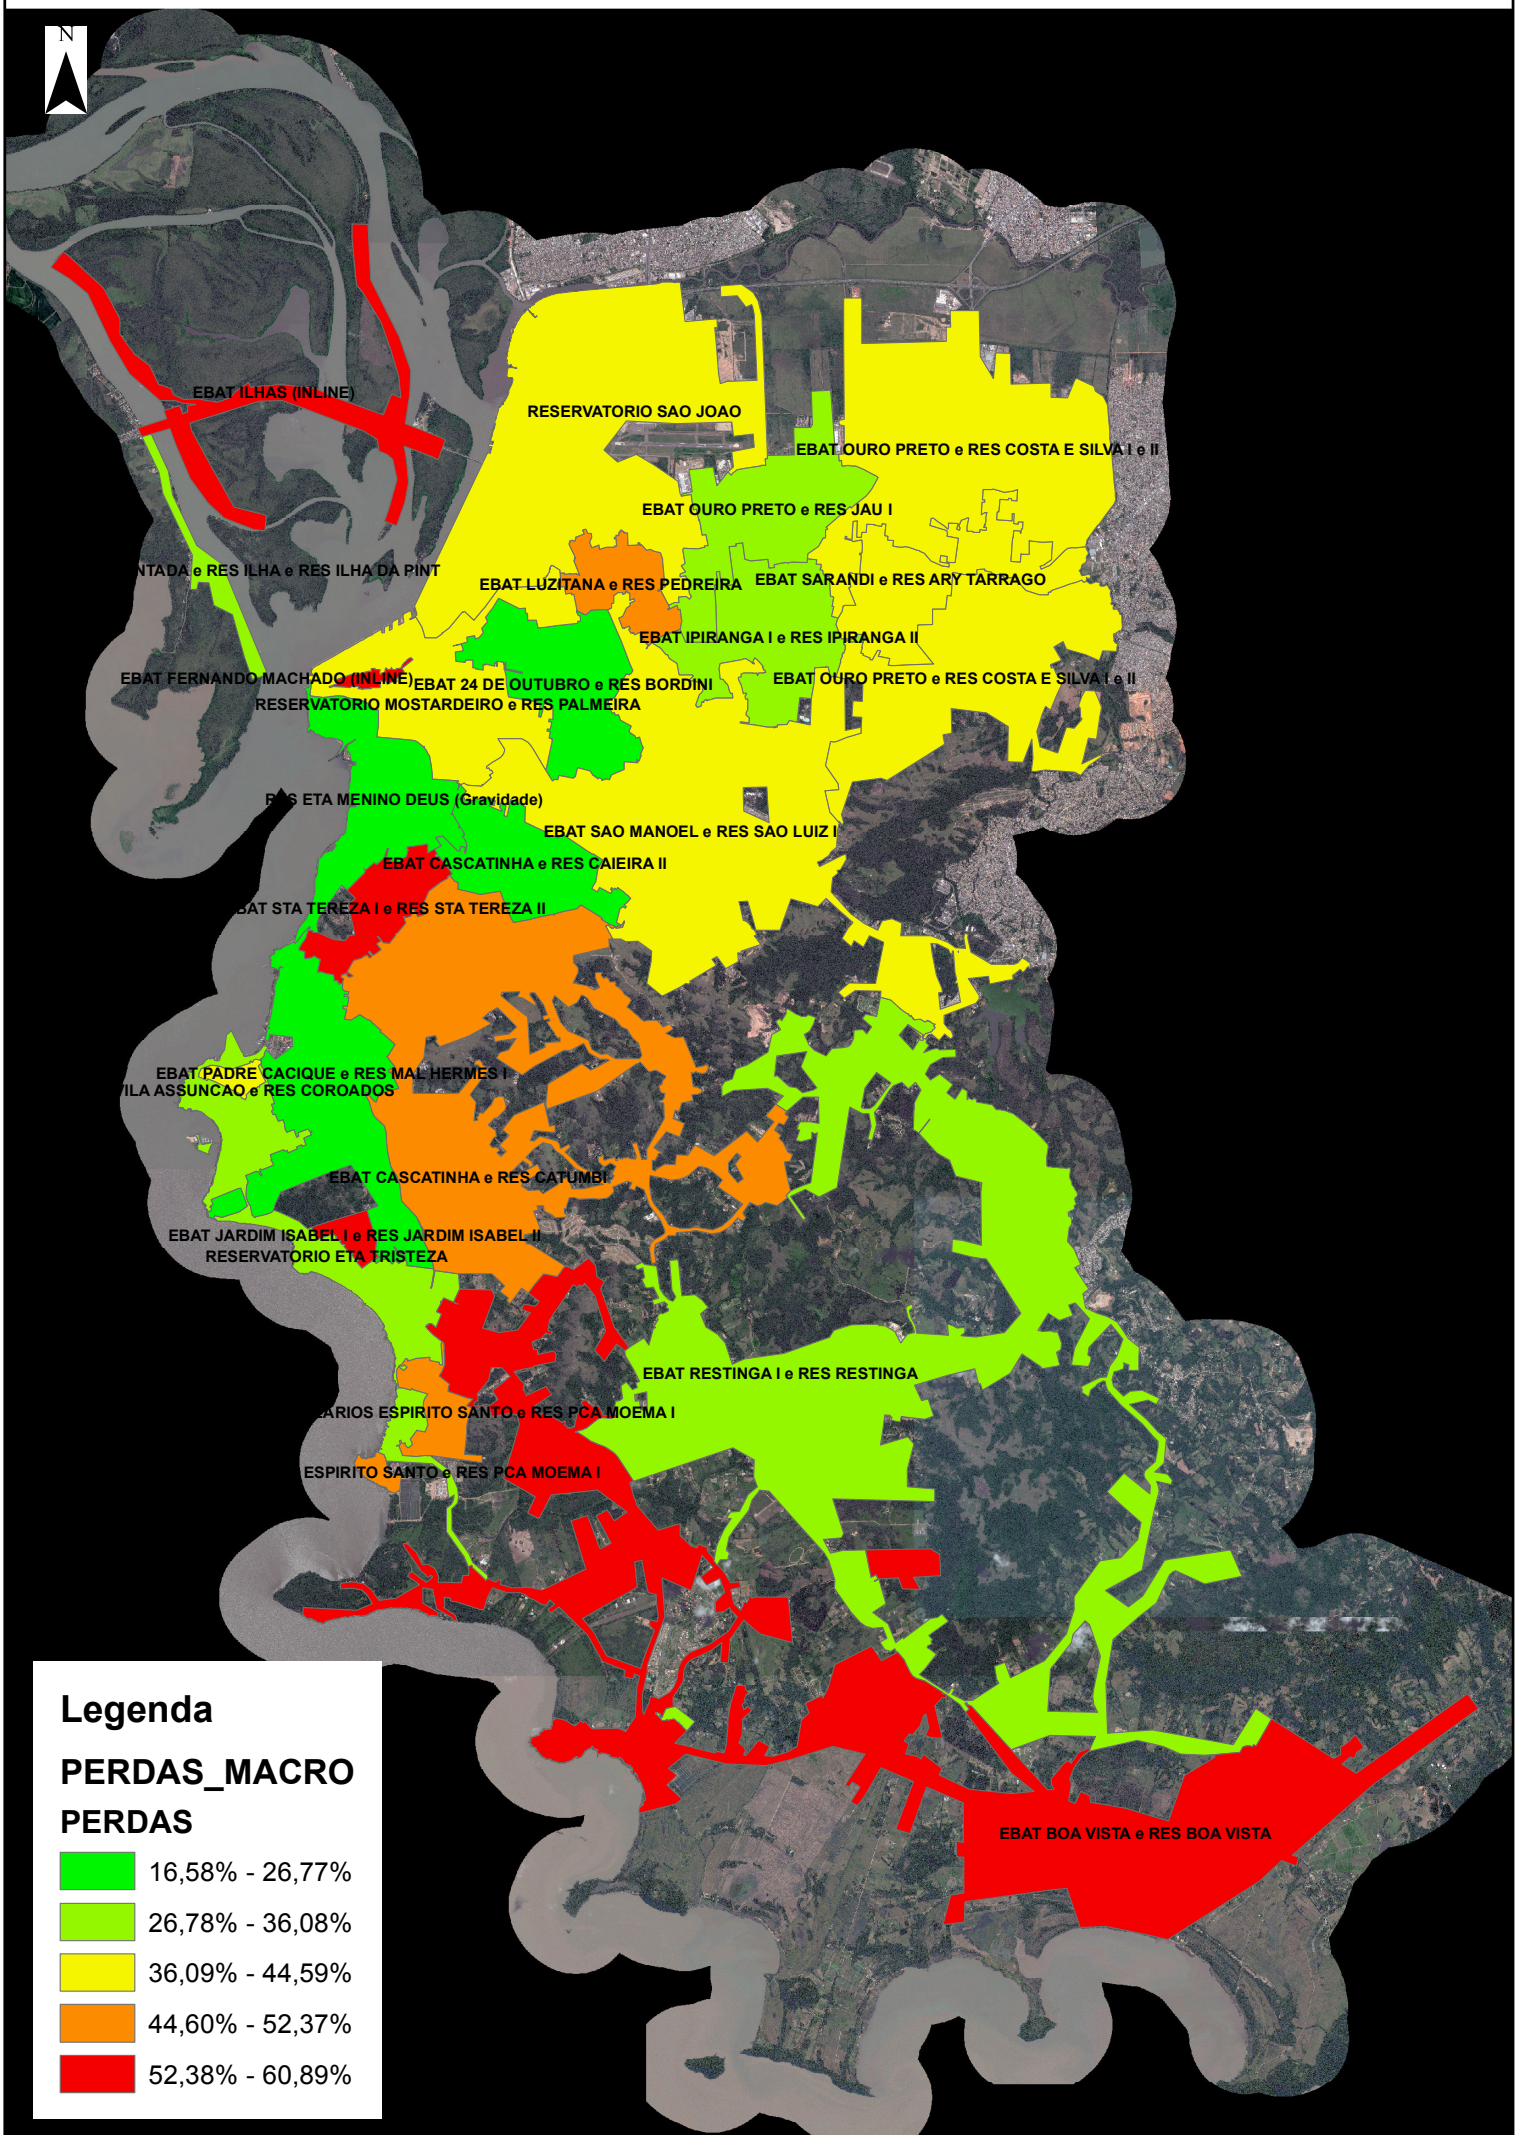 N
EBAT ILHAS (INLINE)
RESERVATORIO SAO JOAO
EBAT OURO PRETO e RES COSTA E SILVA I e II
EBAT OURO PRETO e RES JAU I
NTADA e RES ILHA e RES ILHA DA PINT
EBAT LUZITANA e RES PEDREIRA
EBAT SARANDI e RES ARY TARRAGO
EBAT IPIRANGA I e RES IPIRANGA II
EBAT FERNANDO MACHADO (INLINE)
EBAT 24 DE OUTUBRO e RES BORDINI
EBAT OURO PRETO e RES COSTA E SILVA I e II
RESERVATORIO MOSTARDEIRO e RES PALMEIRA
RES ETA MENINO DEUS (Gravidade)
EBAT SAO MANOEL e RES SAO LUIZ I
EBAT CASCATINHA e RES CAIEIRA II
EBAT STA TEREZA I e RES STA TEREZA II
EBAT PADRE CACIQUE e RES MAL HERMES I
VILA ASSUNCAO e RES COROADOS
EBAT CASCATINHA e RES CATUMBI
EBAT JARDIM ISABEL I e RES JARDIM ISABEL II
RESERVATORIO ETA TRISTEZA
EBAT RESTINGA I e RES RESTINGA
ARIOS ESPIRITO SANTO e RES PCA MOEMA I
ESPIRITO SANTO e RES PCA MOEMA I
EBAT BOA VISTA e RES BOA VISTA
Legenda
PERDAS_MACRO
PERDAS
16,58% - 26,77%
26,78% - 36,08%
36,09% - 44,59%
44,60% - 52,37%
52,38% - 60,89%